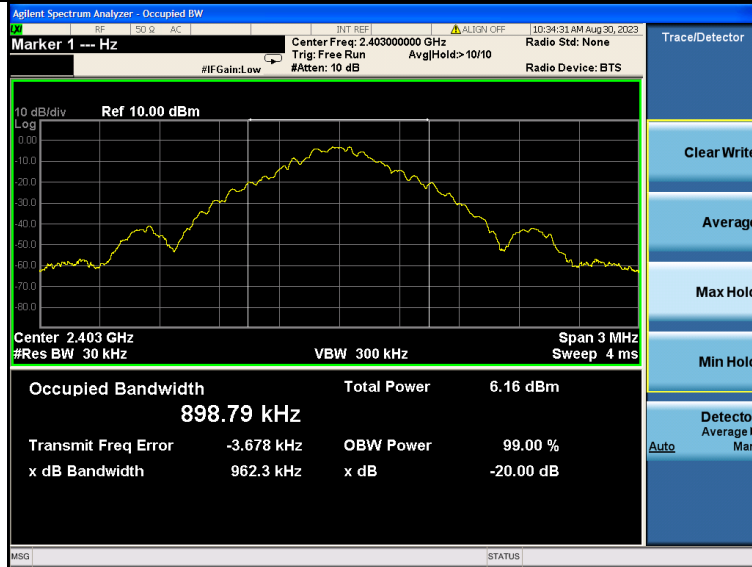 Agilent Spectrum Analyzer - Occupied BW
LXI RF 50 Ω AC INT REF ALIGN OFF 10:34:31 AM Aug 30, 2023
Marker 1 --- Hz
Center Freq: 2.403000000 GHz
Radio Std: None
Trig: Free Run Avg|Hold:>10/10
#IFGain:Low
#Atten: 10 dB
Radio Device: BTS
10 dB/div Ref 10.00 dBm
Log
0.00
-10.0
-20.0
-30.0
-40.0
-50.0
-60.0
-70.0
-80.0
Center 2.403 GHz Span 3 MHz
#Res BW 30 kHz VBW 300 kHz Sweep 4 ms
Occupied Bandwidth Total Power 6.16 dBm
898.79 kHz
Transmit Freq Error -3.678 kHz OBW Power 99.00 %
x dB Bandwidth 962.3 kHz x dB -20.00 dB
MSG STATUS
Trace/Detector
Clear Write
Average
Max Hold
Min Hold
Detecto
Average
Auto Man